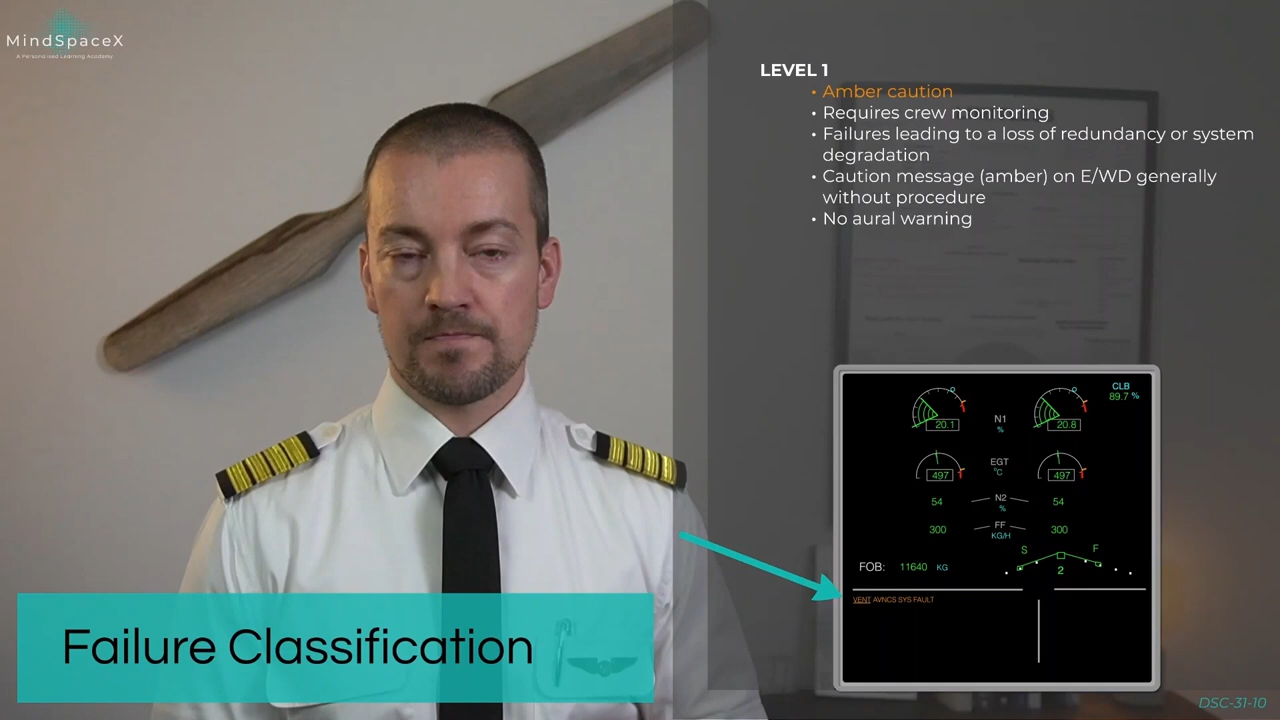 MindSpaceX
A Personalised Learning Academy
LEVEL 1
• Amber caution
• Requires crew monitoring
• Failures leading to a loss of redundancy or system
degradation
• Caution message (amber) on E/WD generally
without procedure
• No aural warning
CLB
89.7 %
20.1
N1
%
20.8
497
EGT
°C
497
54
N2
%
54
300
FF
KG/H
300
S
F
FOB: 11640 KG
2
VENT AVNCS SYS FAULT
Failure Classification
DSC-31-10